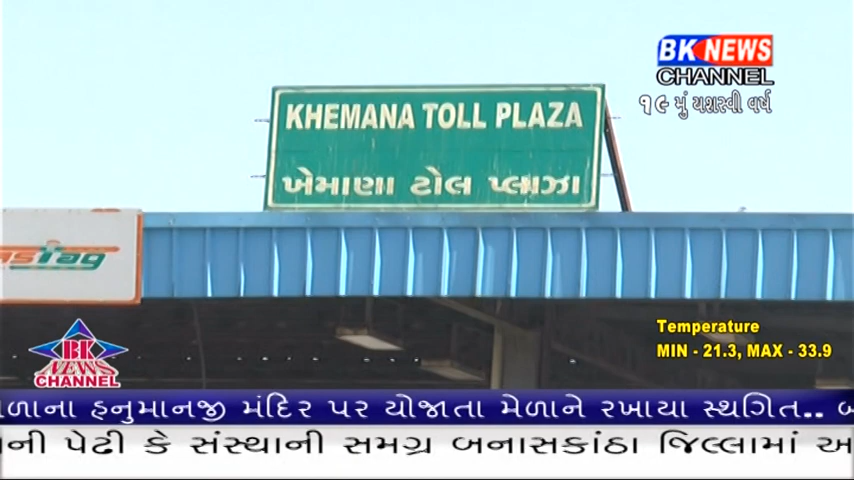 BK NEWS
CHANNEL
૧૯ મું યશસ્વી વર્ષ
KHEMANA TOLL PLAZA
ખેમાણા ટોલ પ્લાઝા
Temperature
MIN - 21.3, MAX - 33.9
BK
NEWS
CHANNEL
હનુમાનજી મંદિર પર યોજાતા મેળાને રખાયા સ્થગિત..
પેઢી કે સંસ્થાની સમગ્ર બનાસકાંઠા જિલ્લામાં